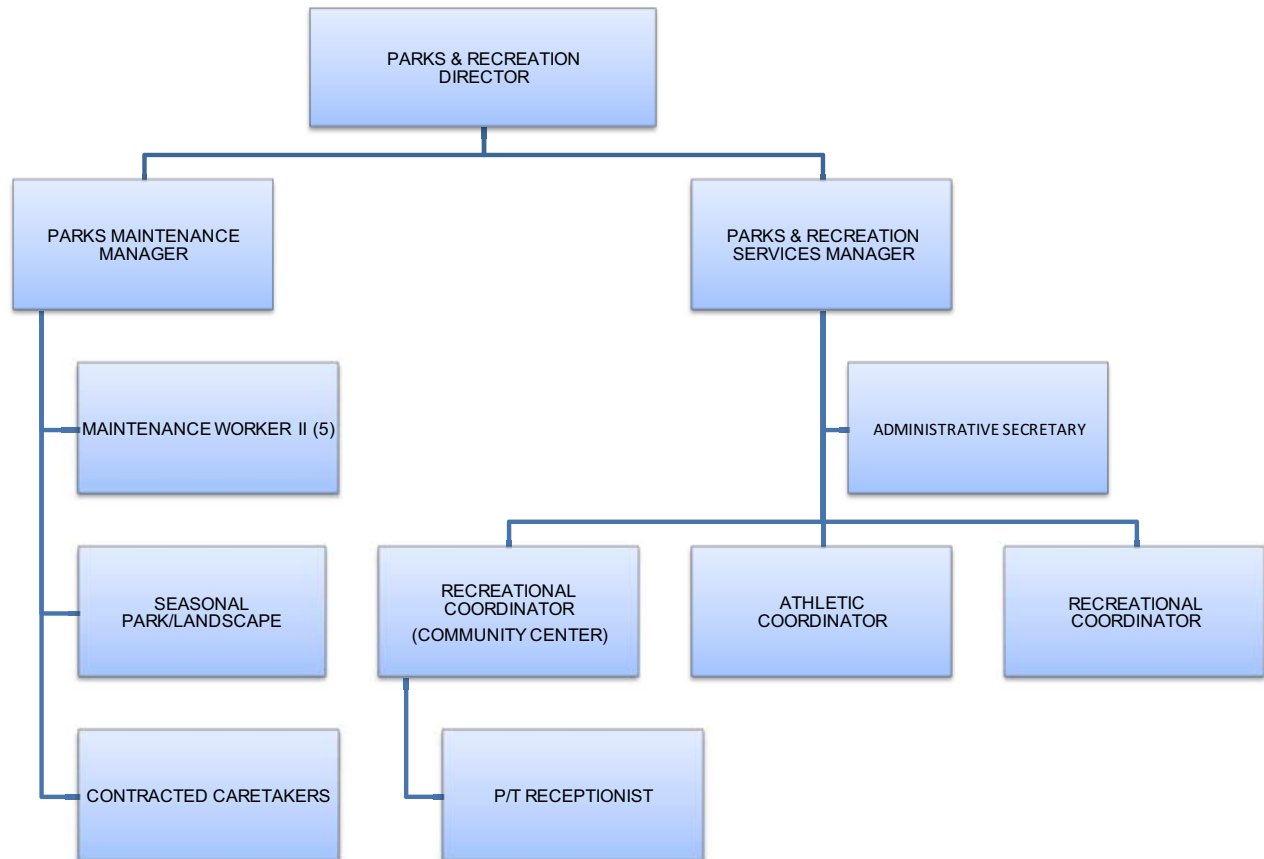 PARKS & RECREATION
DIRECTOR
PARKS MAINTENANCE
MANAGER
PARKS & RECREATION
SERVICES MANAGER
MAINTENANCE WORKER II (5)
ADMINISTRATIVE SECRETARY
SEASONAL
PARK/LANDSCAPE
RECREATIONAL
COORDINATOR
(COMMUNITY CENTER)
ATHLETIC
COORDINATOR
RECREATIONAL
COORDINATOR
CONTRACTED CARETAKERS
P/T RECEPTIONIST